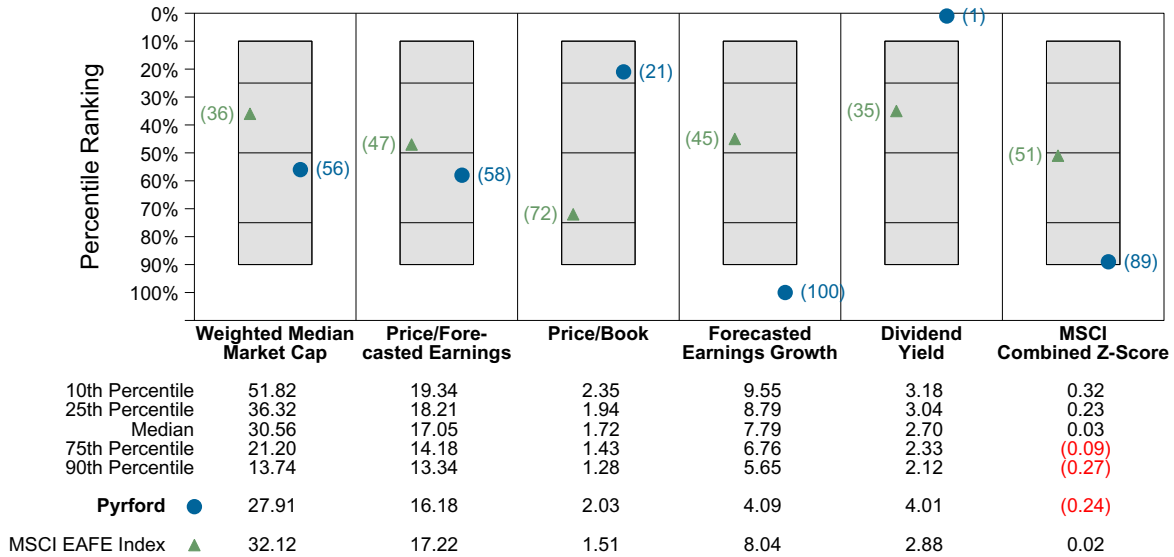 Percentile Ranking
0%
10%
20%
30%
40%
50%
60%
70%
80%
90%
100%
(36)
(56)
(47)
(58)
(21)
(72)
(45)
(100)
(1)
(35)
(51)
(89)
Weighted Median Market Cap
Price/Fore-casted Earnings
Price/Book
Forecasted Earnings Growth
Dividend Yield
MSCI Combined Z-Score
10th Percentile 51.82 19.34 2.35 9.55 3.18 0.32
25th Percentile 36.32 18.21 1.94 8.79 3.04 0.23
Median 30.56 17.05 1.72 7.79 2.70 0.03
75th Percentile 21.20 14.18 1.43 6.76 2.33 (0.09)
90th Percentile 13.74 13.34 1.28 5.65 2.12 (0.27)
Pyrford 27.91 16.18 2.03 4.09 4.01 (0.24)
MSCI EAFE Index 32.12 17.22 1.51 8.04 2.88 0.02